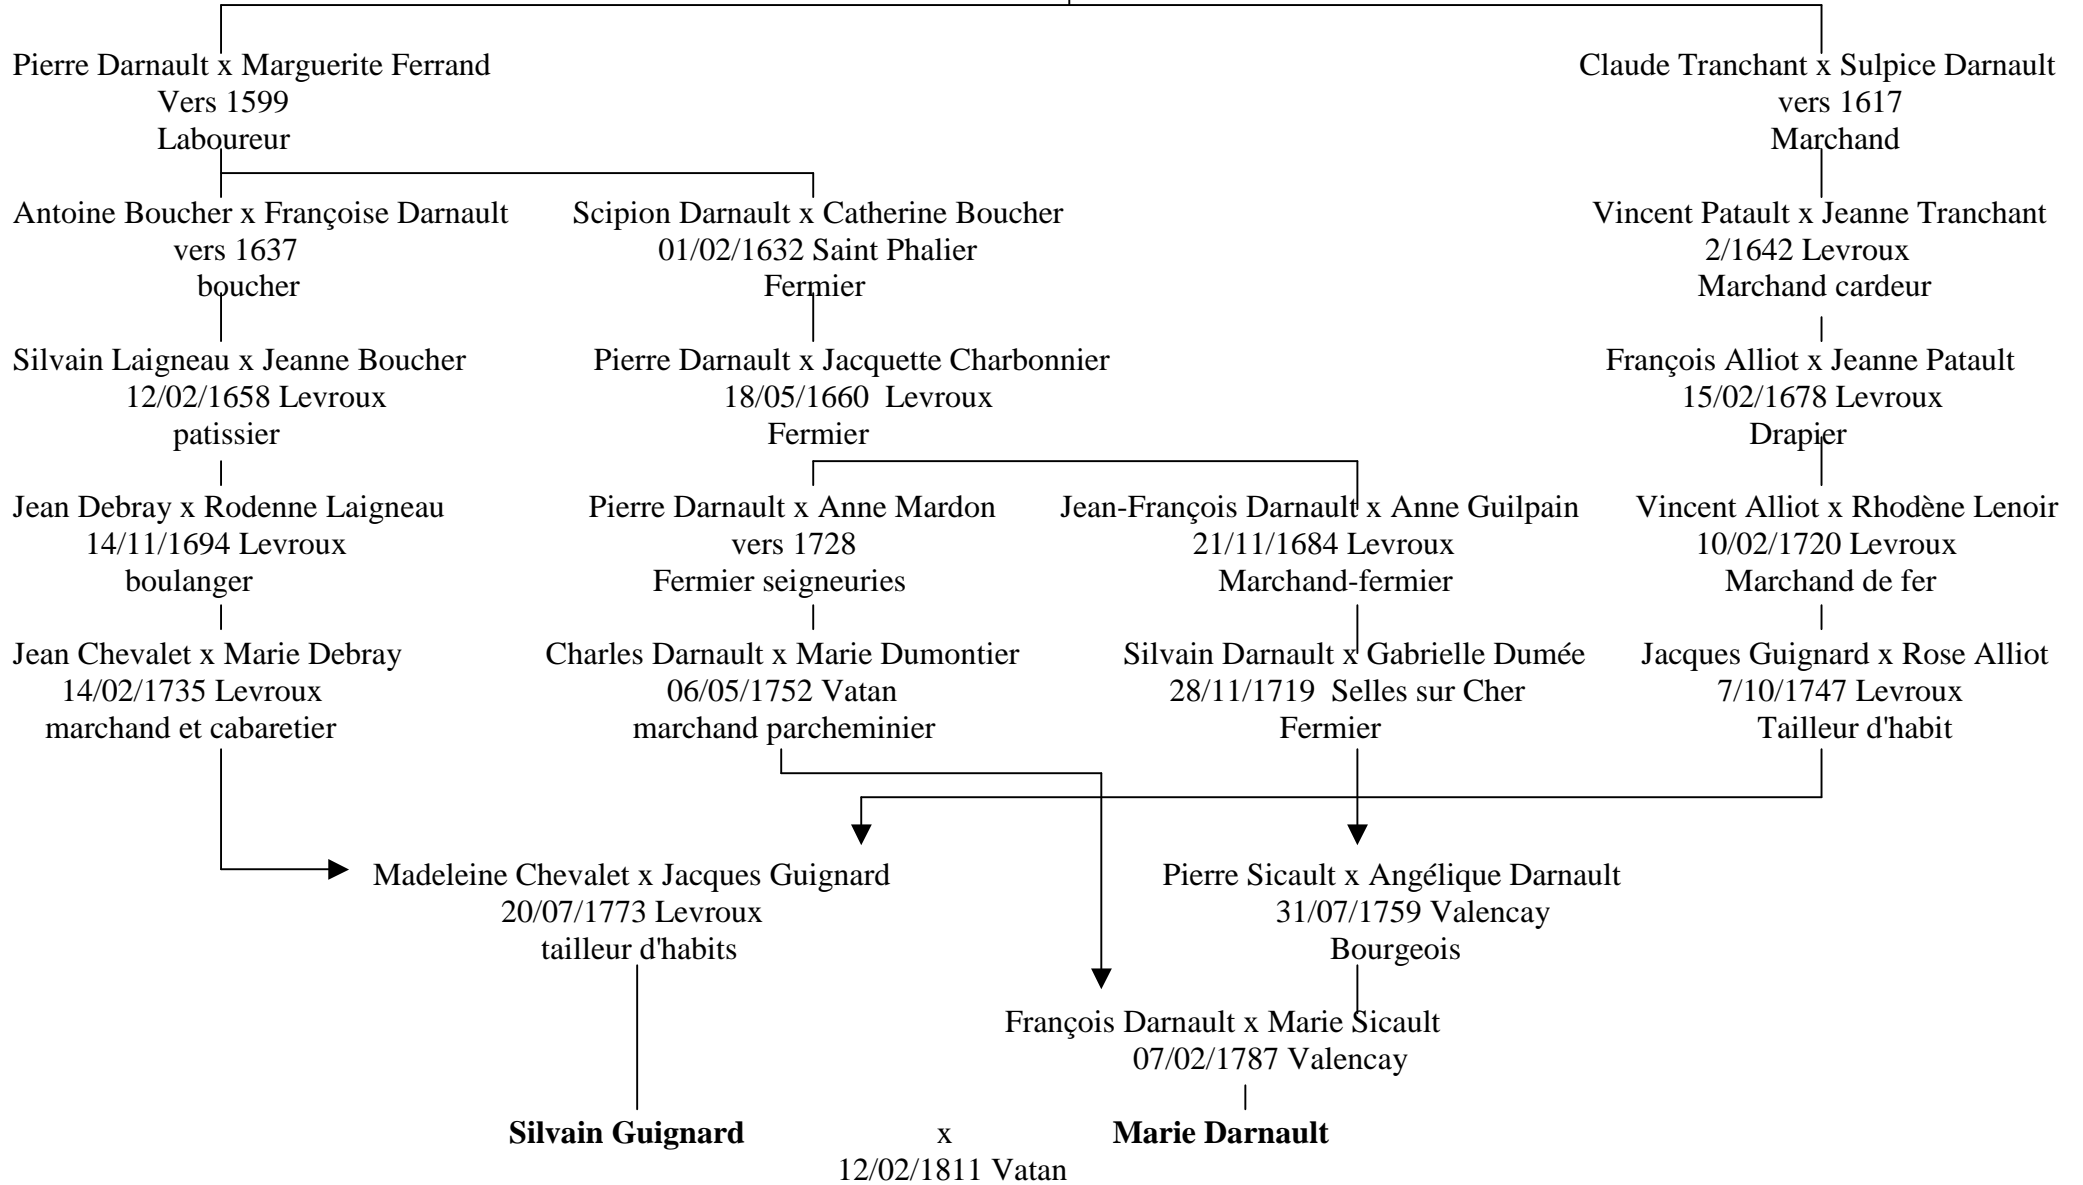 Pierre Darnault x Marguerite Ferrand
Vers 1599
Laboureur
Claude Tranchant x Sulpice Darnault
vers 1617
Marchand
Antoine Boucher x Françoise Darnault
vers 1637
boucher
Scipion Darnault x Catherine Boucher
01/02/1632 Saint Phalier
Fermier
Vincent Patault x Jeanne Tranchant
2/1642 Levroux
Marchand cardeur
Silvain Laigneau x Jeanne Boucher
12/02/1658 Levroux
patissier
Pierre Darnault x Jacquette Charbonnier
18/05/1660 Levroux
Fermier
François Alliot x Jeanne Patault
15/02/1678 Levroux
Drapier
Jean Debray x Rodenne Laigneau
14/11/1694 Levroux
boulanger
Pierre Darnault x Anne Mardon
vers 1728
Fermier seigneuries
Jean-François Darnault x Anne Guilpain
21/11/1684 Levroux
Marchand-fermier
Vincent Alliot x Rhodène Lenoir
10/02/1720 Levroux
Marchand de fer
Jean Chevalet x Marie Debray
14/02/1735 Levroux
marchand et cabaretier
Charles Darnault x Marie Dumontier
06/05/1752 Vatan
marchand parcheminier
Silvain Darnault x Gabrielle Dumée
28/11/1719 Selles sur Cher
Fermier
Jacques Guignard x Rose Alliot
7/10/1747 Levroux
Tailleur d'habit
Madeleine Chevalet x Jacques Guignard
20/07/1773 Levroux
tailleur d'habits
Pierre Sicault x Angélique Darnault
31/07/1759 Valencay
Bourgeois
François Darnault x Marie Sicault
07/02/1787 Valencay
Silvain Guignard x Marie Darnault
12/02/1811 Vatan